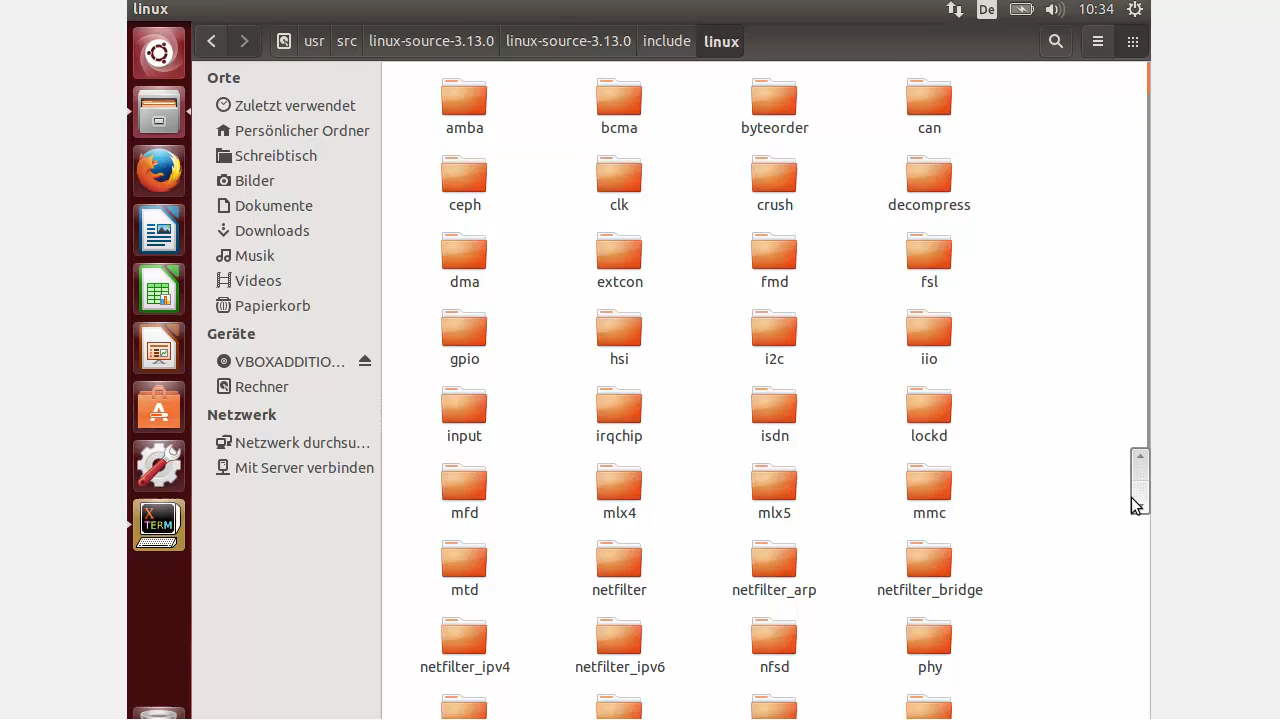 linux
De
10:34
usr
src
linux-source-3.13.0
linux-source-3.13.0
include
linux
Orte
Zuletzt verwendet
Persönlicher Ordner
Schreibtisch
Bilder
Dokumente
Downloads
Musik
Videos
Papierkorb
Geräte
VBOXADDITIO...
Rechner
Netzwerk
Netzwerk durchsu...
Mit Server verbinden
X
TERM
amba bcma byteorder can
ceph clk crush decompress
dma extcon fmd fsl
gpio hsi i2c iio
input irqchip isdn lockd
mfd mlx4 mlx5 mmc
mtd netfilter netfilter_arp netfilter_bridge
netfilter_ipv4 netfilter_ipv6 nfsd phy